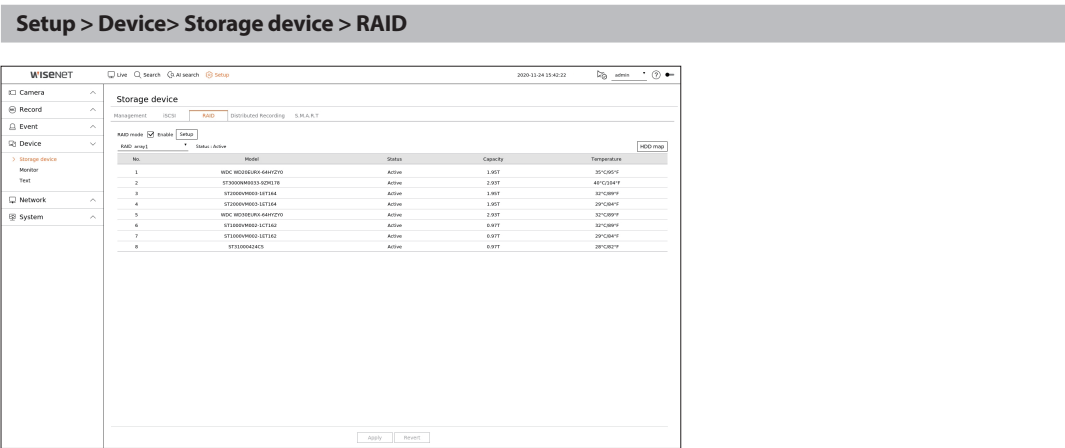 Setup > Device> Storage device > RAID
WISENET Live Search AI search Setup 2020-11-24 15:42:22 admin ?
Camera
Record
Event
Device
> Storage device
Monitor
Text
Network
System
Storage device
Management iSCSI RAID Distributed Recording S.M.A.R.T
RAID mode Enable Setup
RAID array1 Status : Active HDD map
No. Model Status Capacity Temperature
1 WDC WD20EURX-64HYZY0 Active 1.95T 35°C/95°F
2 ST3000NM0033-9ZM178 Active 2.93T 40°C/104°F
3 ST2000VM003-1ET164 Active 1.95T 32°C/89°F
4 ST2000VM003-1ET164 Active 1.95T 29°C/84°F
5 WDC WD30EURX-64HYZY0 Active 2.93T 32°C/89°F
6 ST1000VM002-1CT162 Active 0.97T 32°C/89°F
7 ST1000VM002-1ET162 Active 0.97T 29°C/84°F
8 ST31000424CS Active 0.97T 28°C/82°F
Apply Revert